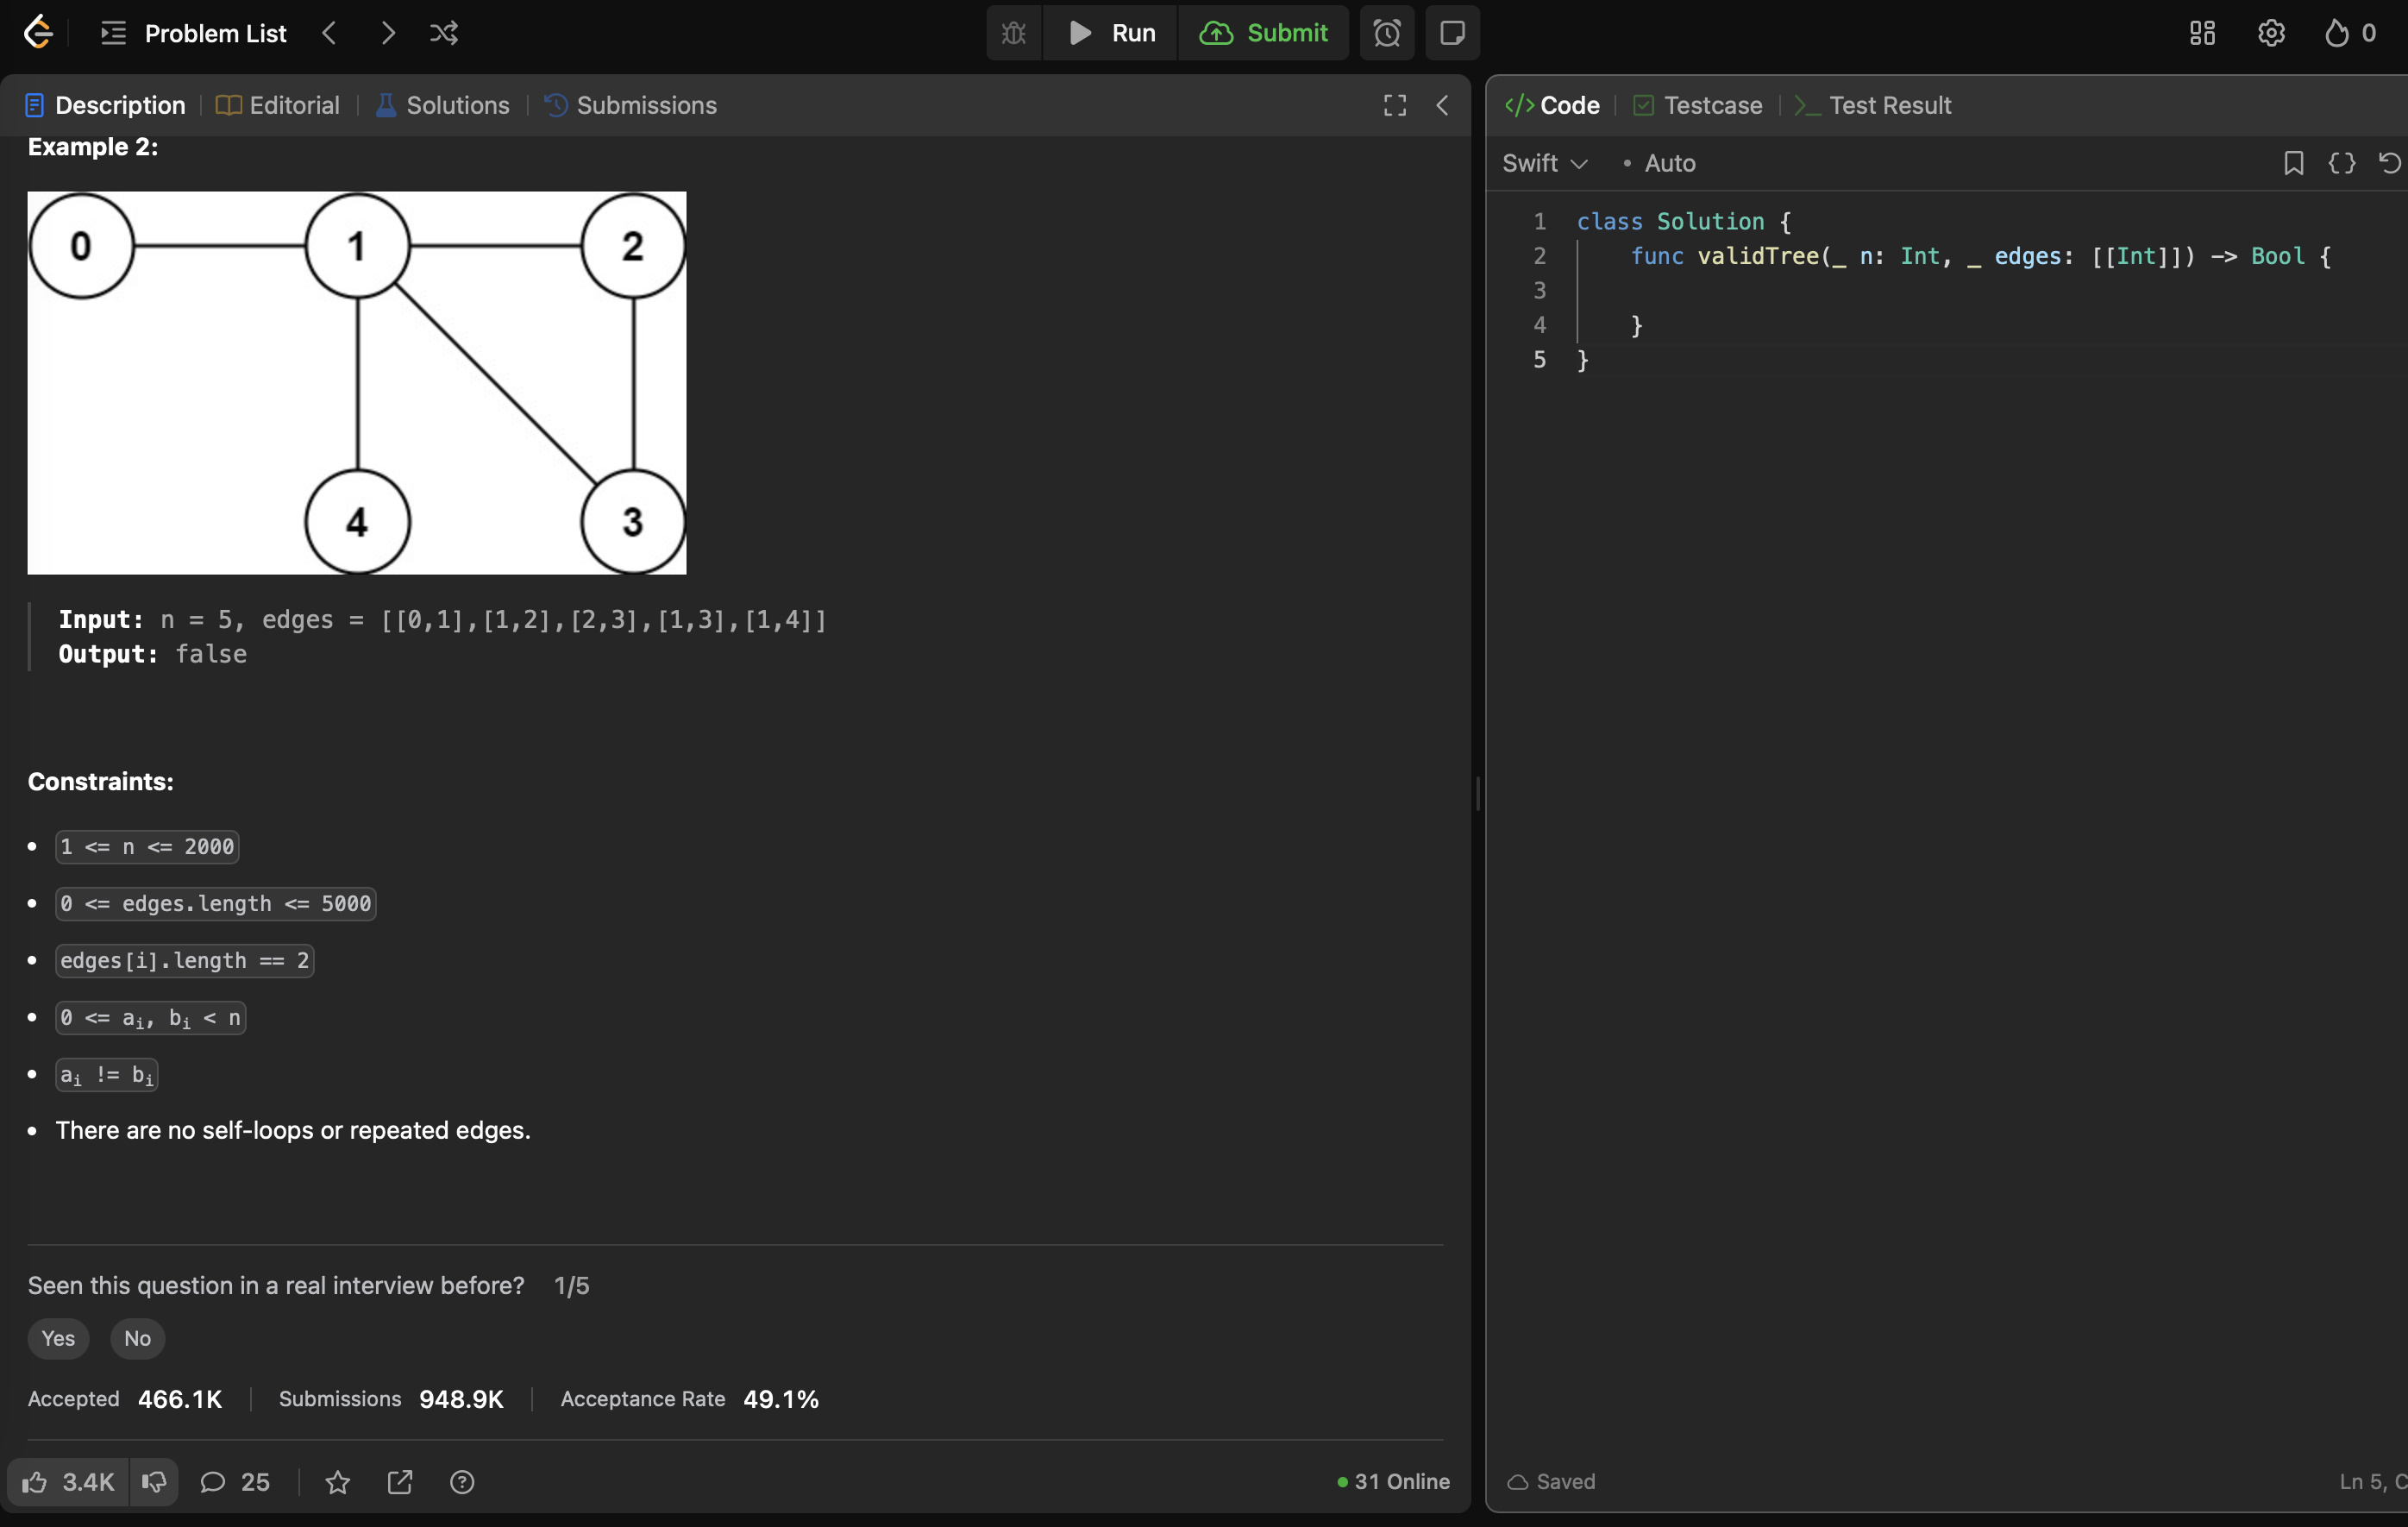 Problem List
Run
Submit
0
Description
Editorial
Solutions
Submissions
Example 2:
0
1
2
4
3
Input: n = 5, edges = [[0,1],[1,2],[2,3],[1,3],[1,4]]
Output: false
Constraints:
• 1 <= n <= 2000
• 0 <= edges.length <= 5000
• edges[i].length == 2
• 0 <= ai, bi < n
• ai != bi
• There are no self-loops or repeated edges.
Seen this question in a real interview before? 1/5
Yes No
Accepted 466.1K Submissions 948.9K Acceptance Rate 49.1%
3.4K 25 31 Online
</> Code
Testcase
Test Result
Swift • Auto
1 class Solution {
2 func validTree(_ n: Int, _ edges: [[Int]]) -> Bool {
3
4 }
5 }
Saved
Ln 5, C